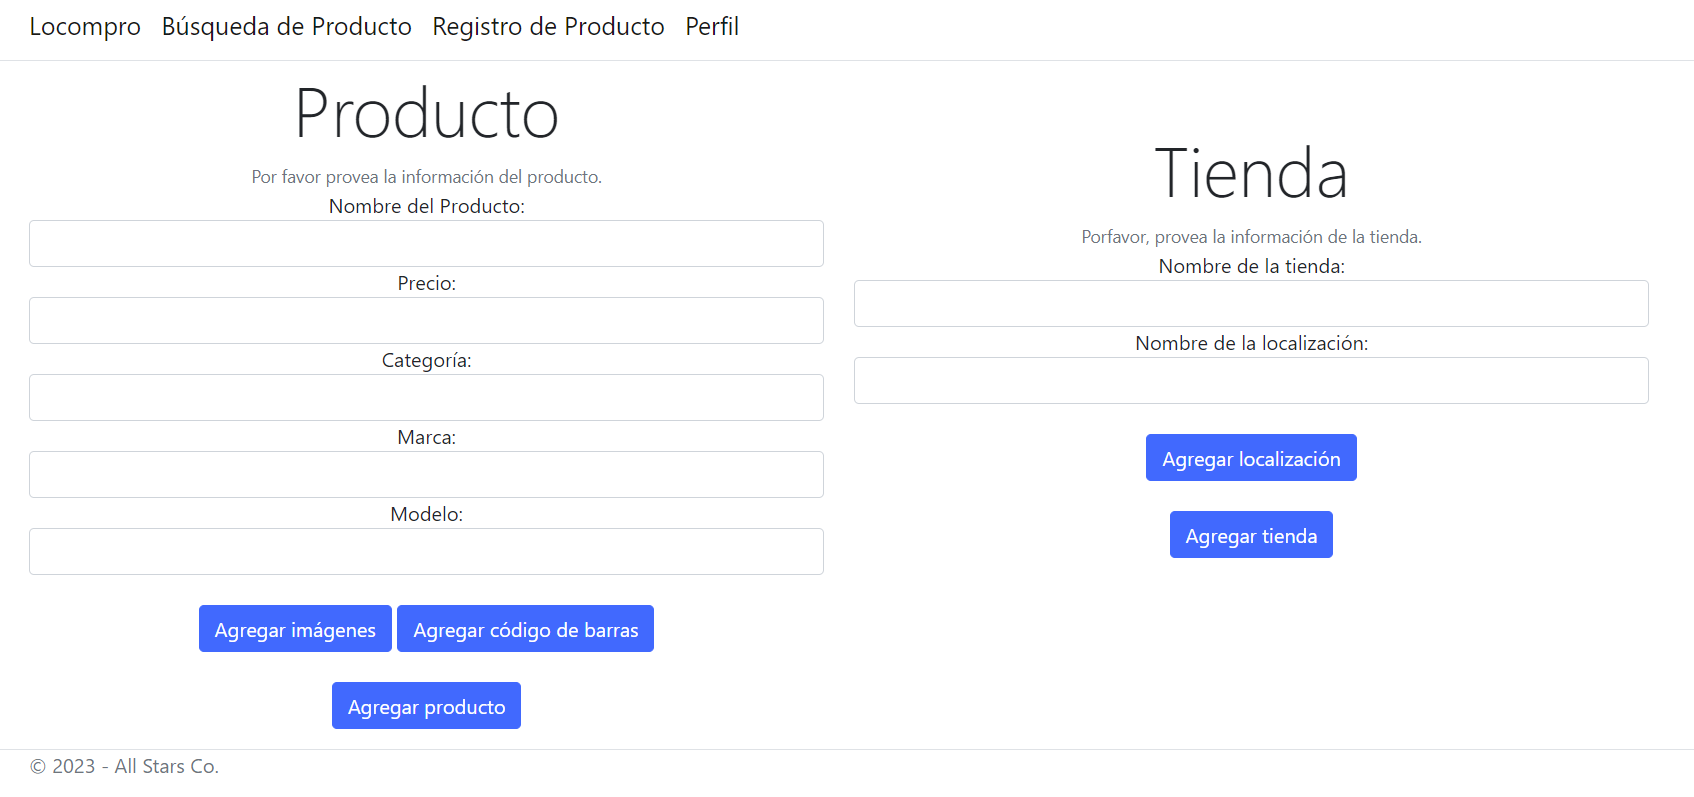 Locompro Búsqueda de Producto Registro de Producto Perfil
Producto
Por favor provea la información del producto.
Nombre del Producto:
Precio:
Categoría:
Marca:
Modelo:
Agregar imágenes Agregar código de barras
Agregar producto
Tienda
Porfavor, provea la información de la tienda.
Nombre de la tienda:
Nombre de la localización:
Agregar localización
Agregar tienda
© 2023 - All Stars Co.